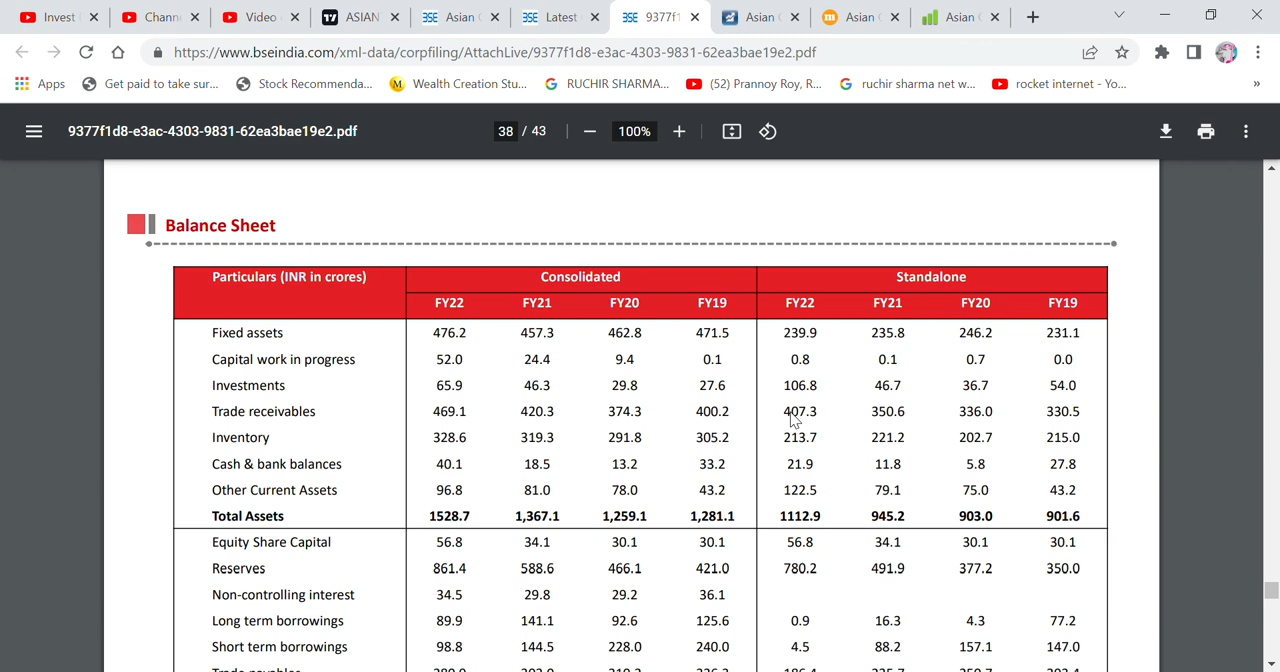 Invest
Chann
Video
ASIAN
Asian
Latest
9377f1
Asian
Asian
Asian
https://www.bseindia.com/xml-data/corpfiling/AttachLive/9377f1d8-e3ac-4303-9831-62ea3bae19e2.pdf
Apps Get paid to take sur... Stock Recommenda... Wealth Creation Stu... RUCHIR SHARMA... (52) Prannoy Roy, R... ruchir sharma net w... rocket internet - Yo... »
9377f1d8-e3ac-4303-9831-62ea3bae19e2.pdf 38 / 43 100%
Balance Sheet
Particulars (INR in crores) Consolidated Standalone
FY22 FY21 FY20 FY19 FY22 FY21 FY20 FY19
Fixed assets 476.2 457.3 462.8 471.5 239.9 235.8 246.2 231.1
Capital work in progress 52.0 24.4 9.4 0.1 0.8 0.1 0.7 0.0
Investments 65.9 46.3 29.8 27.6 106.8 46.7 36.7 54.0
Trade receivables 469.1 420.3 374.3 400.2 407.3 350.6 336.0 330.5
Inventory 328.6 319.3 291.8 305.2 213.7 221.2 202.7 215.0
Cash & bank balances 40.1 18.5 13.2 33.2 21.9 11.8 5.8 27.8
Other Current Assets 96.8 81.0 78.0 43.2 122.5 79.1 75.0 43.2
Total Assets 1528.7 1,367.1 1,259.1 1,281.1 1112.9 945.2 903.0 901.6
Equity Share Capital 56.8 34.1 30.1 30.1 56.8 34.1 30.1 30.1
Reserves 861.4 588.6 466.1 421.0 780.2 491.9 377.2 350.0
Non-controlling interest 34.5 29.8 29.2 36.1
Long term borrowings 89.9 141.1 92.6 125.6 0.9 16.3 4.3 77.2
Short term borrowings 98.8 144.5 228.0 240.0 4.5 88.2 157.1 147.0